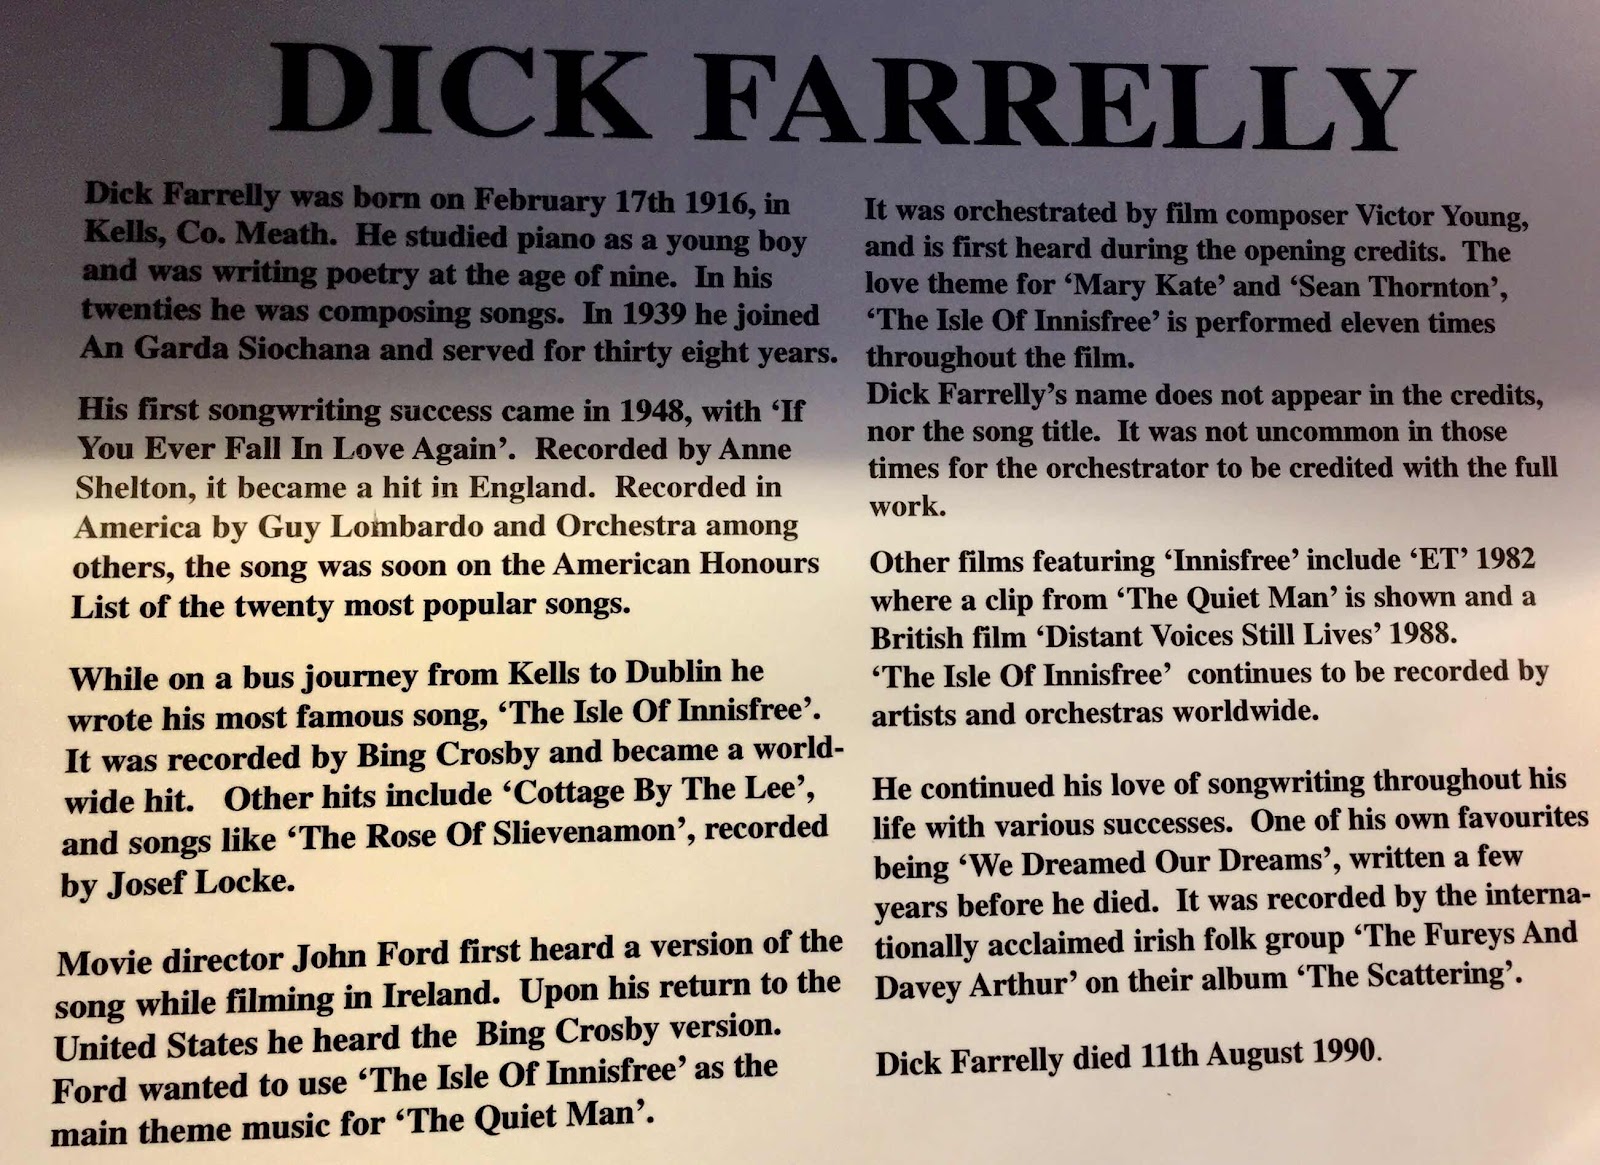 DICK FARRELLY
Dick Farrelly was born on February 17th 1916, in
Kells, Co. Meath. He studied piano as a young boy
and was writing poetry at the age of nine. In his
twenties he was composing songs. In 1939 he joined
An Garda Siochana and served for thirty eight years.
His first songwriting success came in 1948, with ‘If
You Ever Fall In Love Again’. Recorded by Anne
Shelton, it became a hit in England. Recorded in
America by Guy Lombardo and Orchestra among
others, the song was soon on the American Honours
List of the twenty most popular songs.
While on a bus journey from Kells to Dublin he
wrote his most famous song, ‘The Isle Of Innisfree’.
It was recorded by Bing Crosby and became a world-
wide hit. Other hits include ‘Cottage By The Lee’,
and songs like ‘The Rose Of Slievenamon’, recorded
by Josef Locke.
Movie director John Ford first heard a version of the
song while filming in Ireland. Upon his return to the
United States he heard the Bing Crosby version.
Ford wanted to use ‘The Isle Of Innisfree’ as the
main theme music for ‘The Quiet Man’.
It was orchestrated by film composer Victor Young,
and is first heard during the opening credits. The
love theme for ‘Mary Kate’ and ‘Sean Thornton’,
‘The Isle Of Innisfree’ is performed eleven times
throughout the film.
Dick Farrelly’s name does not appear in the credits,
nor the song title. It was not uncommon in those
times for the orchestrator to be credited with the full
work.
Other films featuring ‘Innisfree’ include ‘ET’ 1982
where a clip from ‘The Quiet Man’ is shown and a
British film ‘Distant Voices Still Lives’ 1988.
‘The Isle Of Innisfree’ continues to be recorded by
artists and orchestras worldwide.
He continued his love of songwriting throughout his
life with various successes. One of his own favourites
being ‘We Dreamed Our Dreams’, written a few
years before he died. It was recorded by the interna-
tionally acclaimed irish folk group ‘The Fureys And
Davey Arthur’ on their album ‘The Scattering’.
Dick Farrelly died 11th August 1990.